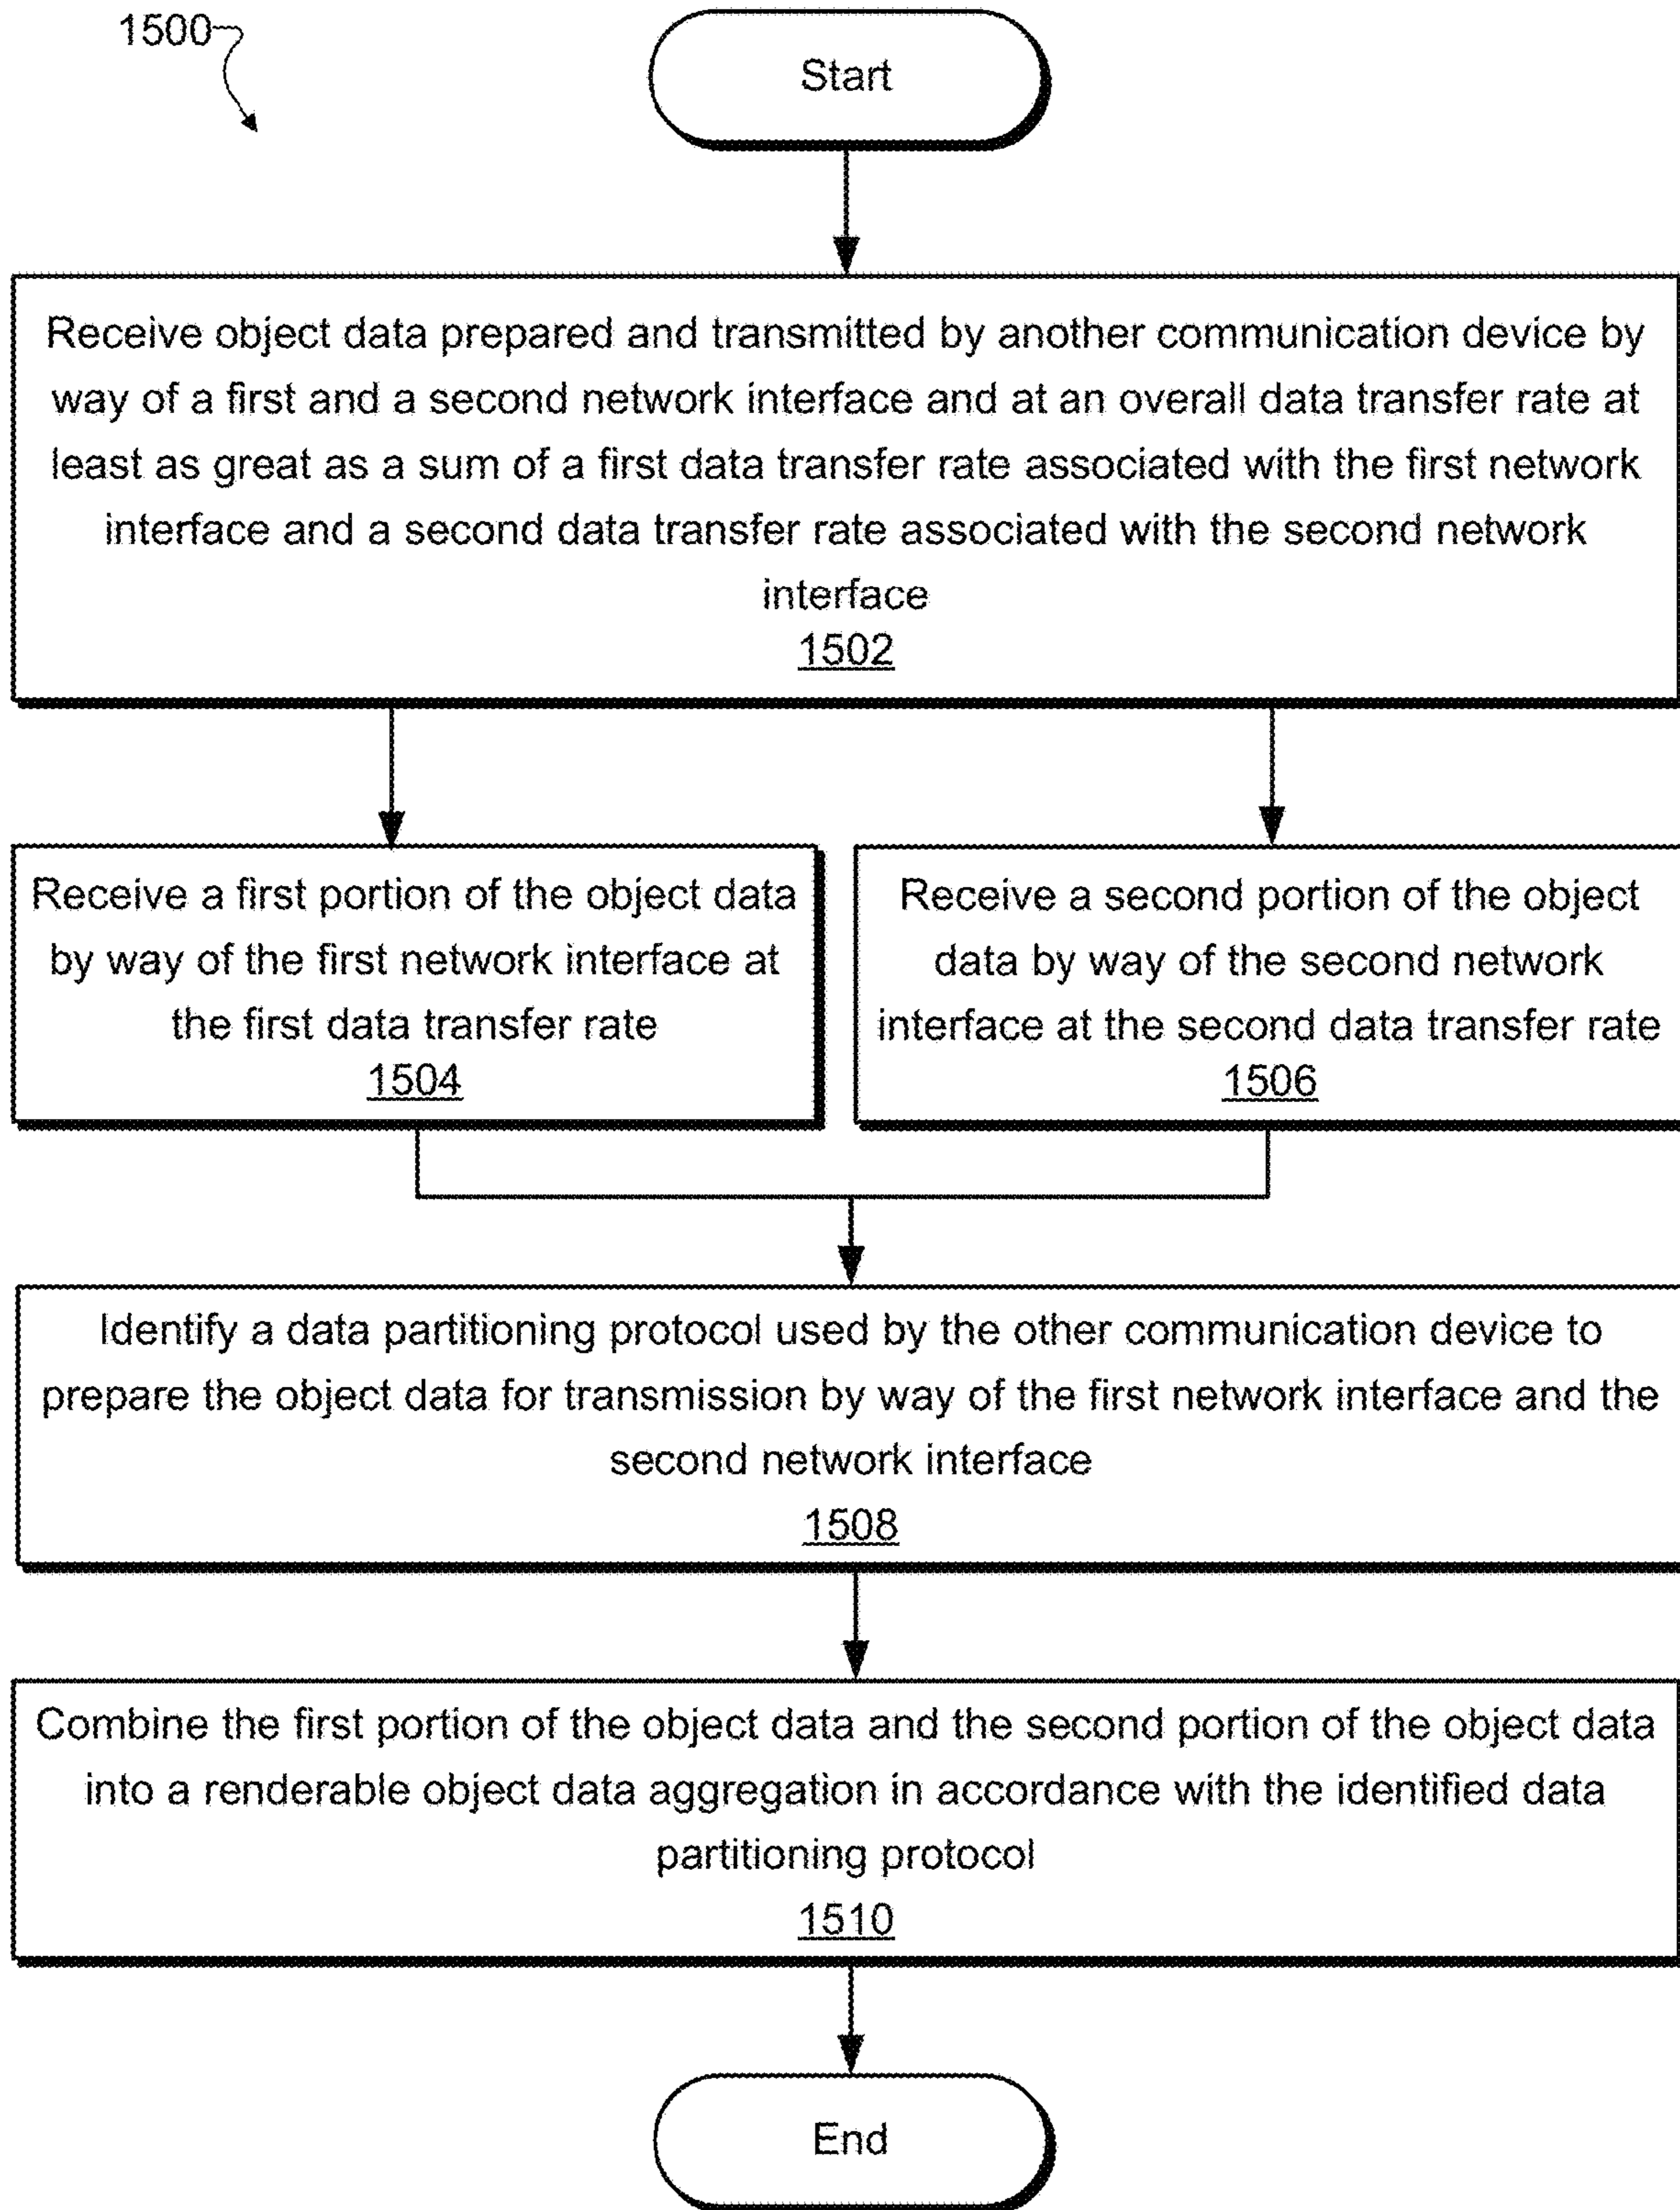 1500
Start
Receive object data prepared and transmitted by another communication device by
way of a first and a second network interface and at an overall data transfer rate at
least as great as a sum of a first data transfer rate associated with the first network
interface and a second data transfer rate associated with the second network
interface
1502
Receive a first portion of the object data
by way of the first network interface at
the first data transfer rate
1504
Receive a second portion of the object
data by way of the second network
interface at the second data transfer rate
1506
Identify a data partitioning protocol used by the other communication device to
prepare the object data for transmission by way of the first network interface and the
second network interface
1508
Combine the first portion of the object data and the second portion of the object data
into a renderable object data aggregation in accordance with the identified data
partitioning protocol
1510
End